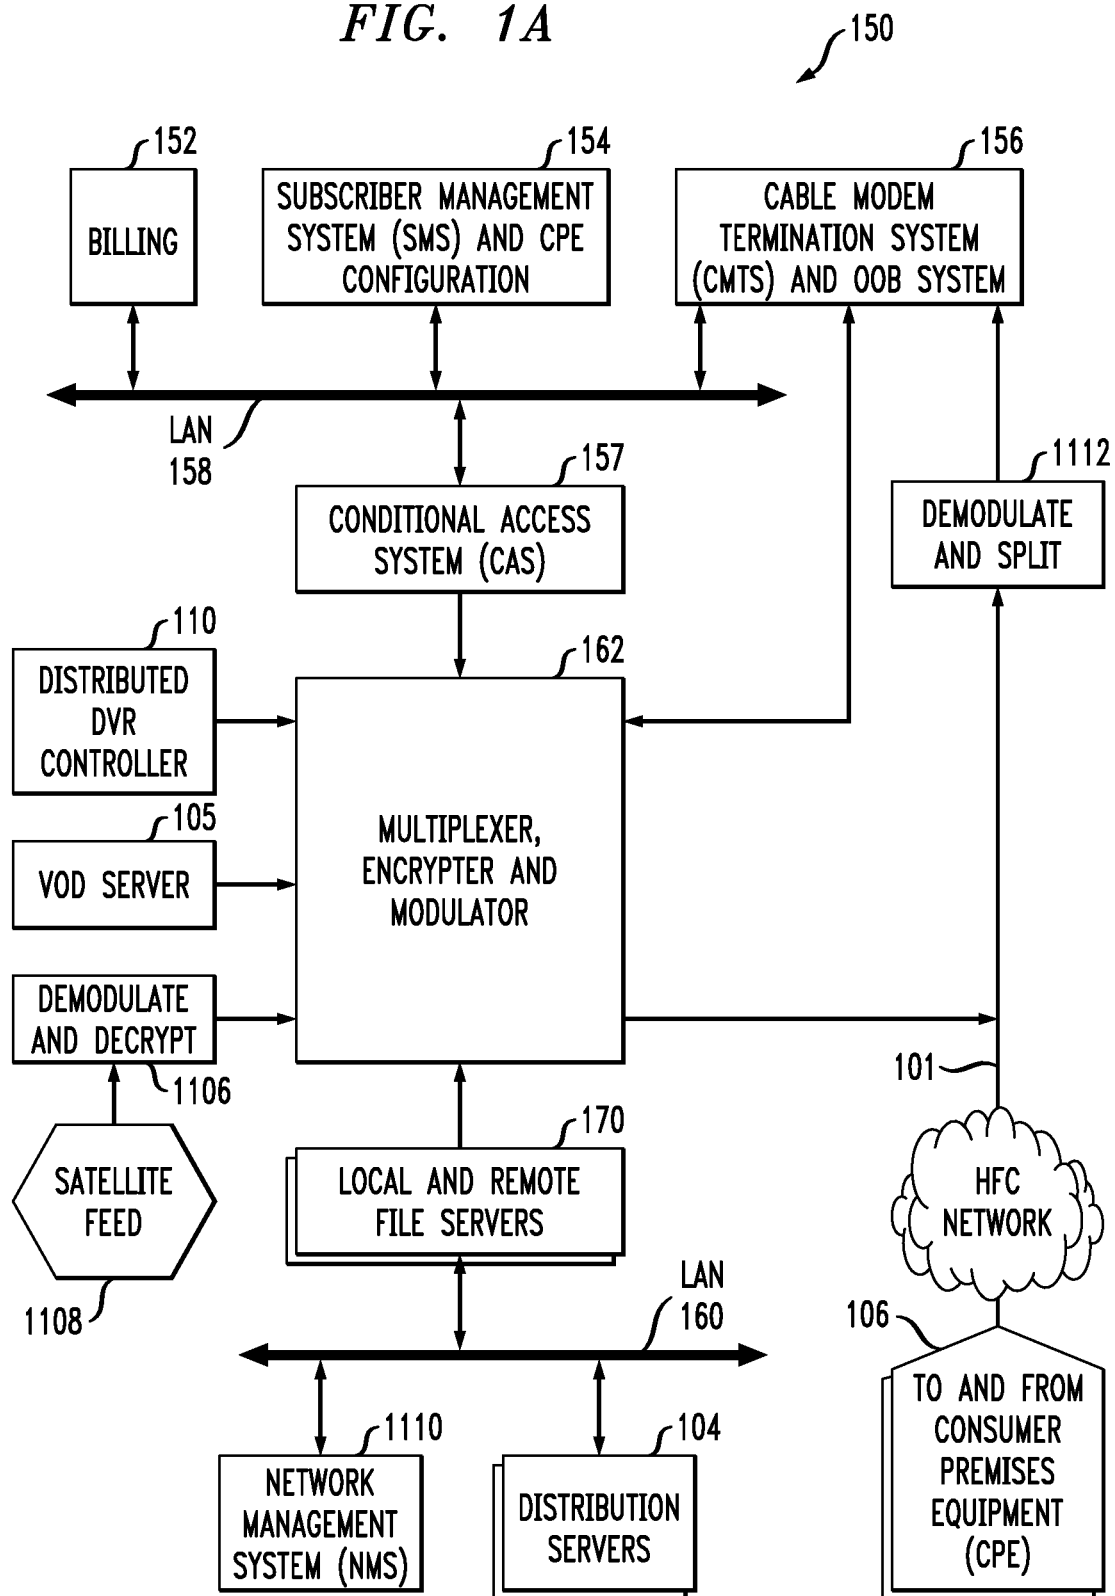 FIG. 1A
150
152
154
156
BILLING
SUBSCRIBER MANAGEMENT
SYSTEM (SMS) AND CPE
CONFIGURATION
CABLE MODEM
TERMINATION SYSTEM
(CMTS) AND OOB SYSTEM
LAN
158
157
1112
CONDITIONAL ACCESS
SYSTEM (CAS)
DEMODULATE
AND SPLIT
110
162
DISTRIBUTED
DVR
CONTROLLER
105
VOD SERVER
MULTIPLEXER,
ENCRYPTER AND
MODULATOR
DEMODULATE
AND DECRYPT
1106
101
170
SATELLITE
FEED
1108
LOCAL AND REMOTE
FILE SERVERS
HFC
NETWORK
LAN
160
106
1110
104
NETWORK
MANAGEMENT
SYSTEM (NMS)
DISTRIBUTION
SERVERS
TO AND FROM
CONSUMER
PREMISES
EQUIPMENT
(CPE)